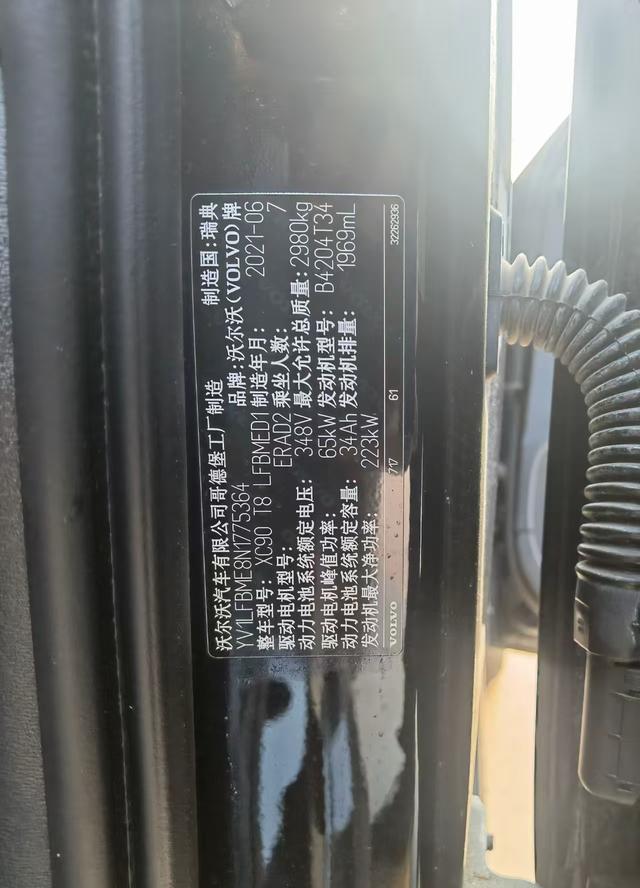 沃尔沃汽车有限公司哥德堡工厂制造 制造国:瑞典
YV1LFBME8N1775364 品牌:沃尔沃(VOLVO)牌
整车型号: XC90 T8 LFBMED1 制造年月: 2021-06
驱动电机型号: ERAD2 乘坐人数: 7
动力电池系统额定电压: 348V 最大允许总质量: 2980kg
驱动电机峰值功率: 65kW 发动机型号: B4204T34
动力电池系统额定容量: 34Ah 发动机排量: 1969mL
发动机最大净功率: 223kW
VOLVO 717 61 32262936